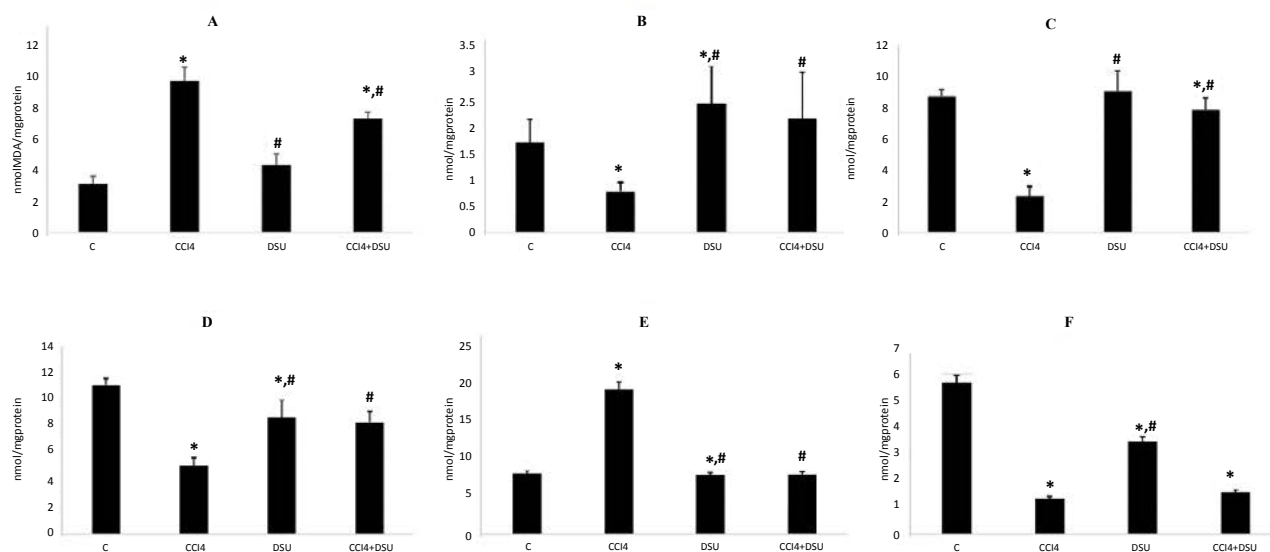 A
nmolMDA/mgprotein
12
10
8
6
4
2
0
*
#
*,#
C
CCl4
DSU
CCl4+DSU
B
nmol/mgprotein
3.5
3
2.5
2
1.5
1
0.5
0
*
*,#
#
C
CCl4
DSU
CCl4+DSU
C
nmol/mgprotein
12
10
8
6
4
2
0
*
#
*,#
C
CCl4
DSU
CCl4+DSU
D
nmol/mgprotein
14
12
10
8
6
4
2
0
*
*,#
#
C
CCl4
DSU
CCl4+DSU
E
nmol/mgprotein
25
20
15
10
5
0
*
*,#
#
C
CCl4
DSU
CCl4+DSU
F
nmol/mgprotein
7
6
5
4
3
2
1
0
*
*,#
*
C
CCl4
DSU
CCl4+DSU